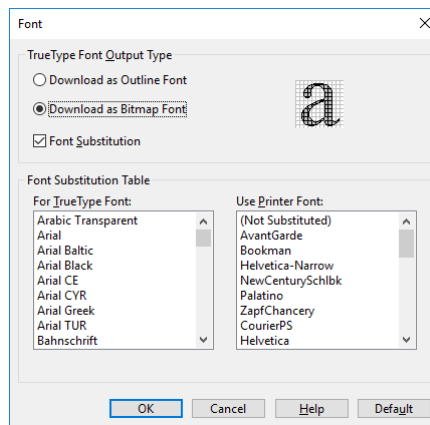 Font
TrueType Font Output Type
Download as Outline Font
Download as Bitmap Font
Font Substitution
a
Font Substitution Table
For TrueType Font:
Arabic Transparent
Arial
Arial Baltic
Arial Black
Arial CE
Arial CYR
Arial Greek
Arial TUR
Bahnschrift
Use Printer Font:
(Not Substituted)
AvantGarde
Bookman
Helvetica-Narrow
NewCenturySchlbk
Palatino
ZapfChancery
CourierPS
Helvetica
OK Cancel Help Default